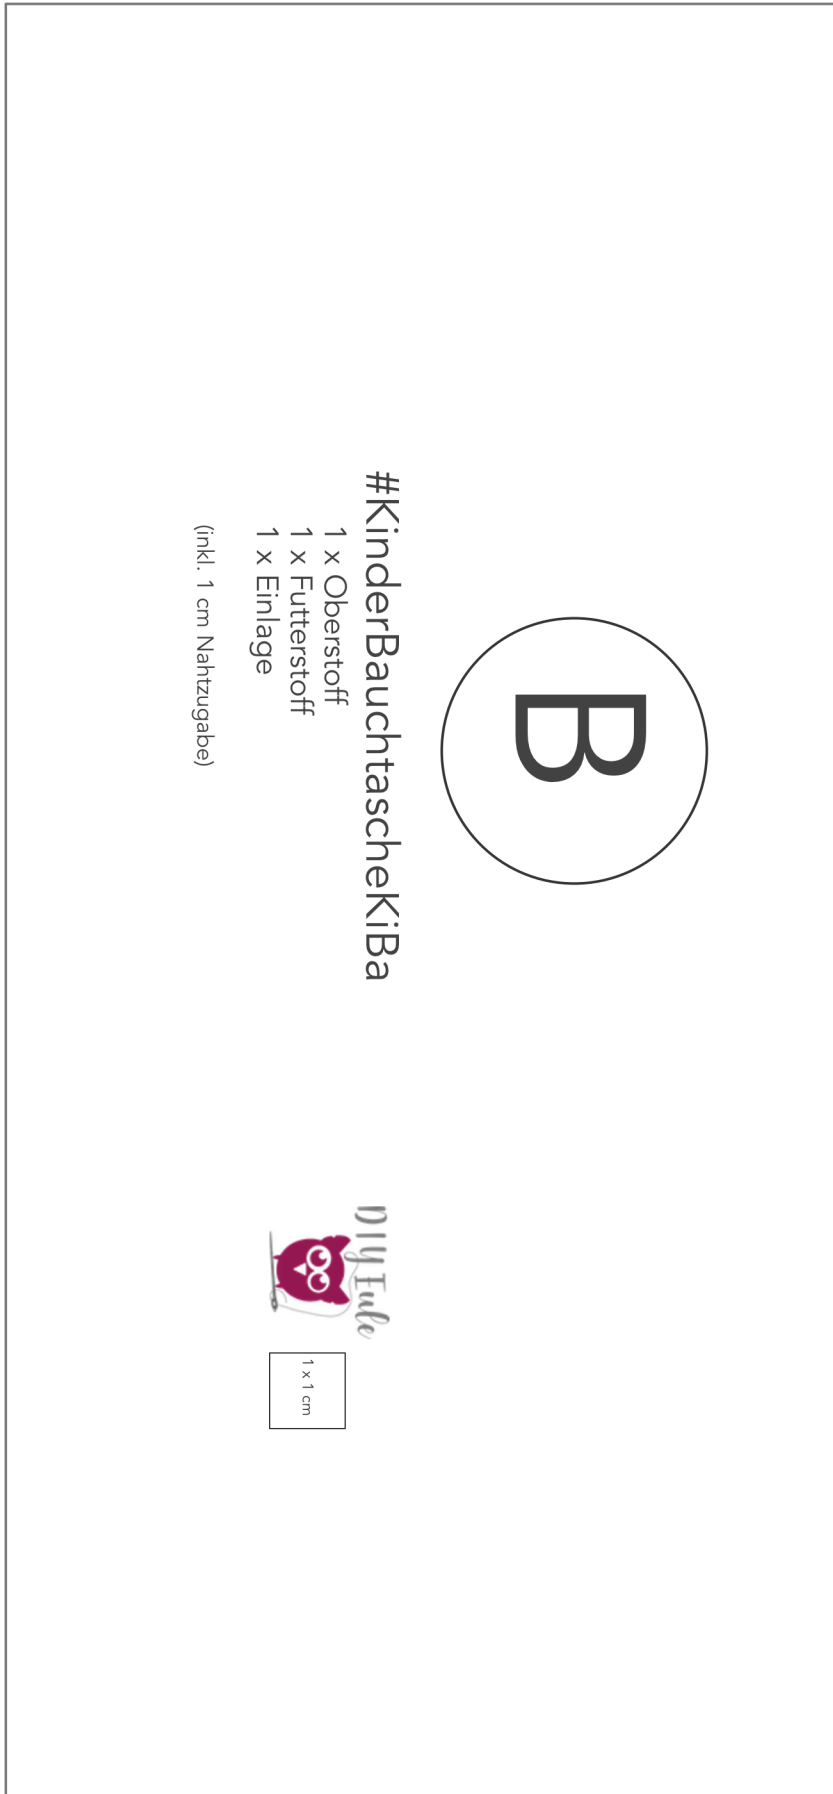 B
#KinderBauchtascheKiBa
1 x Oberstoff
1 x Futterstoff
1 x Einlage
(inkl. 1 cm Nahtzugabe)
DIY Eule
1 x 1 cm